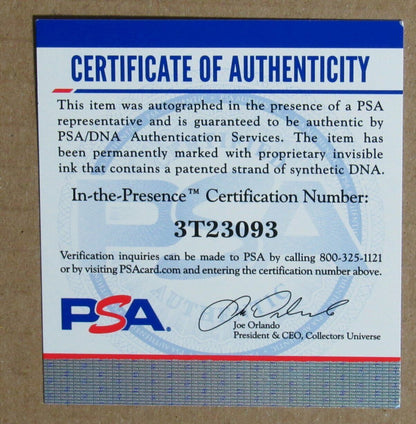 CERTIFICATE OF AUTHENTICITY
This item was autographed in the presence of a PSA
representative and is guaranteed to be authentic by
PSA/DNA Authentication Services. The item has
been permanently marked with proprietary invisible
ink that contains a patented strand of synthetic DNA.
In-the-Presence™ Certification Number:
3T23093
Verification inquiries can be made to PSA by calling 800-325-1121
or by visiting PSAcard.com and entering the certification number above.
PSA.
Joe Orlando
President & CEO, Collectors Universe